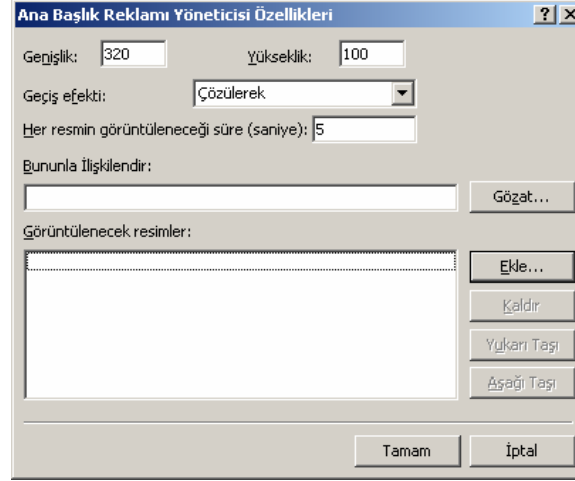 Ana Başlık Reklamı Yöneticisi Özellikleri
Genişlik: 320 Yükseklik: 100
Geçiş efekti: Çözülerek
Her resmin görüntüleneceği süre (saniye): 5
Bununla İlişkilendir:
Gözat...
Görüntülenecek resimler:
Ekle...
Kaldır
Yukarı Taşı
Aşağı Taşı
Tamam İptal